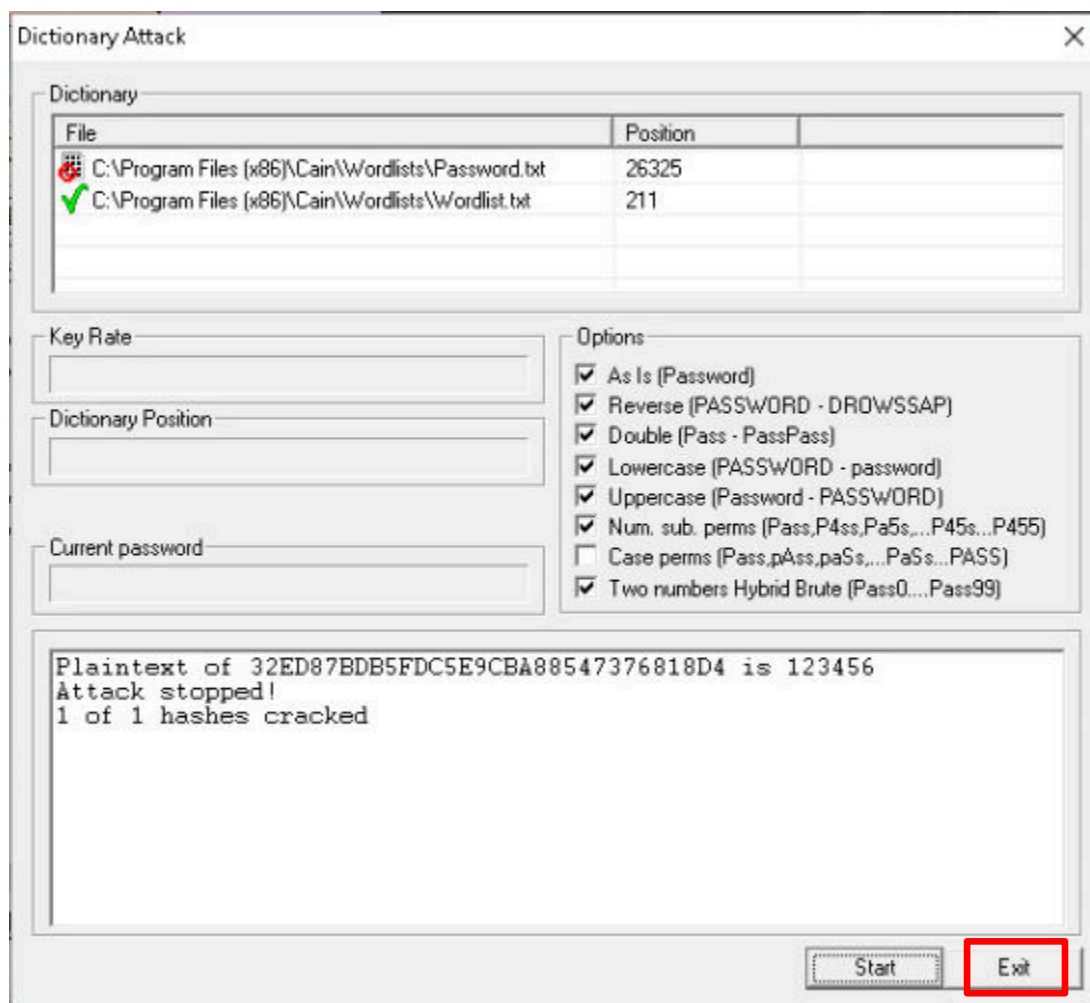 Dictionary Attack
Dictionary
File Position
C:\Program Files (x86)\Cain\Wordlists\Password.txt 26325
C:\Program Files (x86)\Cain\Wordlists\Wordlist.txt 211
Key Rate
Dictionary Position
Current password
Options
As Is (Password)
Reverse (PASSWORD - DROWSSAP)
Double (Pass - PassPass)
Lowercase (PASSWORD - password)
Uppercase (Password - PASSWORD)
Num. sub. perms (Pass,P4ss,Pa5s,...P45s...P455)
Case perms (Pass,pAss,paSs,...PaSs...PASS)
Two numbers Hybrid Brute (Pass0....Pass99)
Plaintext of 32ED87BDB5FDC5E9CBA88547376818D4 is 123456
Attack stopped!
1 of 1 hashes cracked
Start Exit